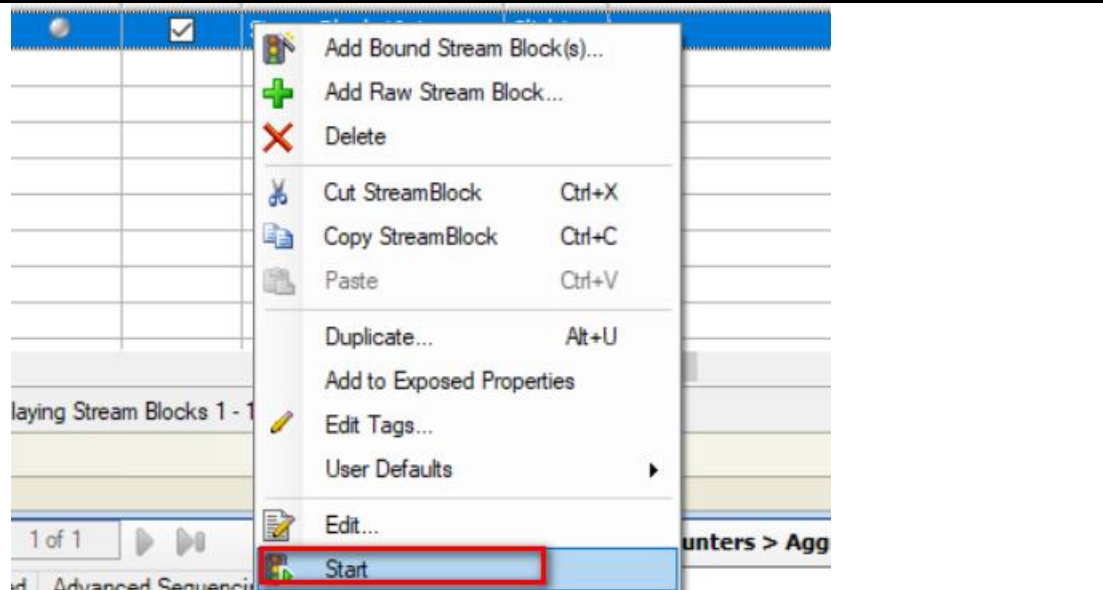 Add Bound Stream Block(s)...
Add Raw Stream Block...
Delete
Cut StreamBlock Ctrl+X
Copy StreamBlock Ctrl+C
Paste Ctrl+V
Duplicate... Alt+U
Add to Exposed Properties
laying Stream Blocks 1 - 1
Edit Tags...
User Defaults
Edit...
1 of 1
unters > Agg
Start
ed Advanced Sequenci